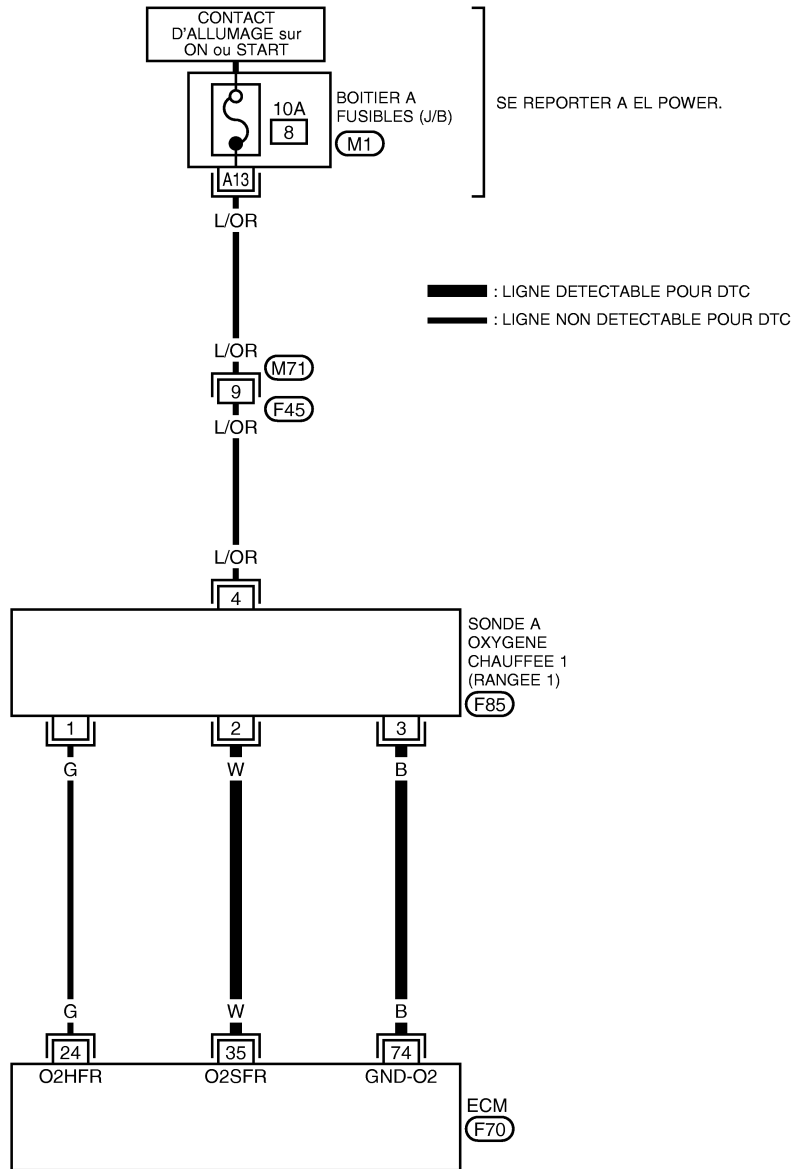 CONTACT
D'ALLUMAGE sur
ON ou START
10A
8
BOITIER A
FUSIBLES (J/B)
M1
SE REPORTER A EL POWER.
A13
L/OR
: LIGNE DETECTABLE POUR DTC
: LIGNE NON DETECTABLE POUR DTC
L/OR
M71
9
F45
L/OR
L/OR
4
SONDE A
OXYGENE
CHAUFFEE 1
(RANGEE 1)
F85
1 2 3
G W B
G W B
24 35 74
O2HFR O2SFR GND-O2
ECM
F70